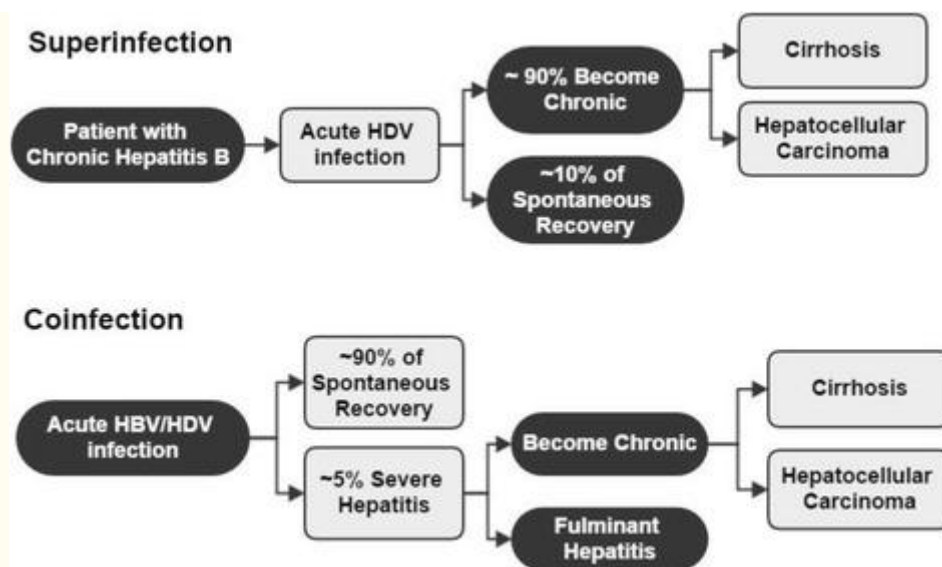 Superinfection
Patient with
Chronic Hepatitis B
Acute HDV
infection
~ 90% Become
Chronic
~10% of
Spontaneous
Recovery
Cirrhosis
Hepatocellular
Carcinoma
Coinfection
Acute HBV/HDV
infection
~90% of
Spontaneous
Recovery
~5% Severe
Hepatitis
Become Chronic
Fulminant
Hepatitis
Cirrhosis
Hepatocellular
Carcinoma